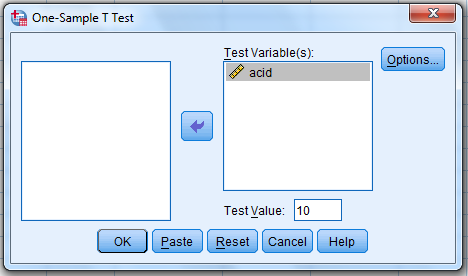 One-Sample T Test
Test Variable(s):
Options...
acid
Test Value: 10
OK Paste Reset Cancel Help